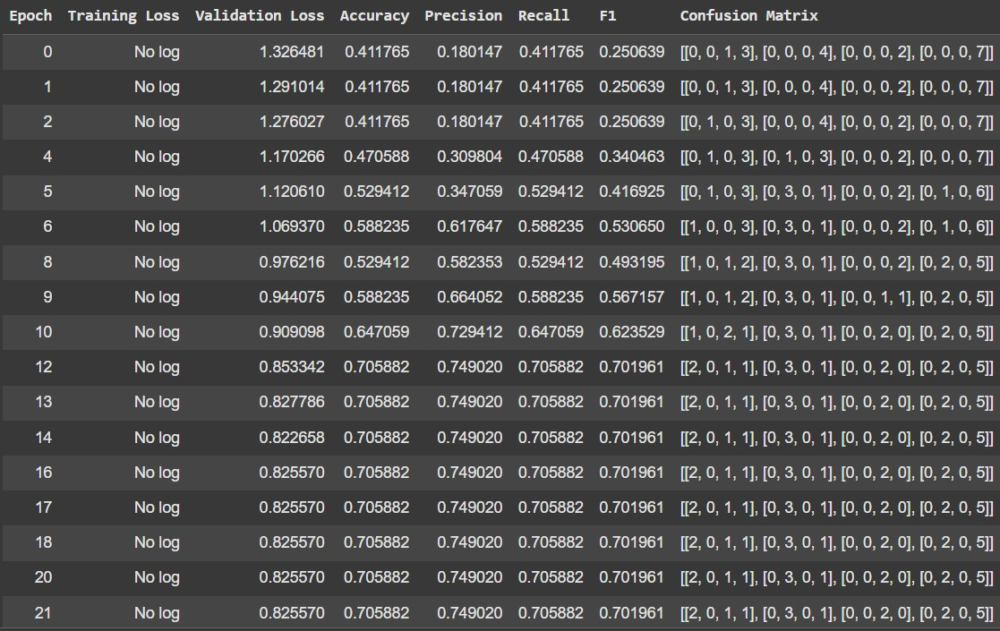 Epoch Training Loss Validation Loss Accuracy Precision Recall F1 Confusion Matrix
0 No log 1.326481 0.411765 0.180147 0.411765 0.250639 [[0, 0, 1, 3], [0, 0, 0, 4], [0, 0, 0, 2], [0, 0, 0, 7]]
1 No log 1.291014 0.411765 0.180147 0.411765 0.250639 [[0, 0, 1, 3], [0, 0, 0, 4], [0, 0, 0, 2], [0, 0, 0, 7]]
2 No log 1.276027 0.411765 0.180147 0.411765 0.250639 [[0, 1, 0, 3], [0, 0, 0, 4], [0, 0, 0, 2], [0, 0, 0, 7]]
4 No log 1.170266 0.470588 0.309804 0.470588 0.340463 [[0, 1, 0, 3], [0, 1, 0, 3], [0, 0, 0, 2], [0, 0, 0, 7]]
5 No log 1.120610 0.529412 0.347059 0.529412 0.416925 [[0, 1, 0, 3], [0, 3, 0, 1], [0, 0, 0, 2], [0, 1, 0, 6]]
6 No log 1.069370 0.588235 0.617647 0.588235 0.530650 [[1, 0, 0, 3], [0, 3, 0, 1], [0, 0, 0, 2], [0, 1, 0, 6]]
8 No log 0.976216 0.529412 0.582353 0.529412 0.493195 [[1, 0, 1, 2], [0, 3, 0, 1], [0, 0, 0, 2], [0, 2, 0, 5]]
9 No log 0.944075 0.588235 0.664052 0.588235 0.567157 [[1, 0, 1, 2], [0, 3, 0, 1], [0, 0, 1, 1], [0, 2, 0, 5]]
10 No log 0.909098 0.647059 0.729412 0.647059 0.623529 [[1, 0, 2, 1], [0, 3, 0, 1], [0, 0, 2, 0], [0, 2, 0, 5]]
12 No log 0.853342 0.705882 0.749020 0.705882 0.701961 [[2, 0, 1, 1], [0, 3, 0, 1], [0, 0, 2, 0], [0, 2, 0, 5]]
13 No log 0.827786 0.705882 0.749020 0.705882 0.701961 [[2, 0, 1, 1], [0, 3, 0, 1], [0, 0, 2, 0], [0, 2, 0, 5]]
14 No log 0.822658 0.705882 0.749020 0.705882 0.701961 [[2, 0, 1, 1], [0, 3, 0, 1], [0, 0, 2, 0], [0, 2, 0, 5]]
16 No log 0.825570 0.705882 0.749020 0.705882 0.701961 [[2, 0, 1, 1], [0, 3, 0, 1], [0, 0, 2, 0], [0, 2, 0, 5]]
17 No log 0.825570 0.705882 0.749020 0.705882 0.701961 [[2, 0, 1, 1], [0, 3, 0, 1], [0, 0, 2, 0], [0, 2, 0, 5]]
18 No log 0.825570 0.705882 0.749020 0.705882 0.701961 [[2, 0, 1, 1], [0, 3, 0, 1], [0, 0, 2, 0], [0, 2, 0, 5]]
20 No log 0.825570 0.705882 0.749020 0.705882 0.701961 [[2, 0, 1, 1], [0, 3, 0, 1], [0, 0, 2, 0], [0, 2, 0, 5]]
21 No log 0.825570 0.705882 0.749020 0.705882 0.701961 [[2, 0, 1, 1], [0, 3, 0, 1], [0, 0, 2, 0], [0, 2, 0, 5]]